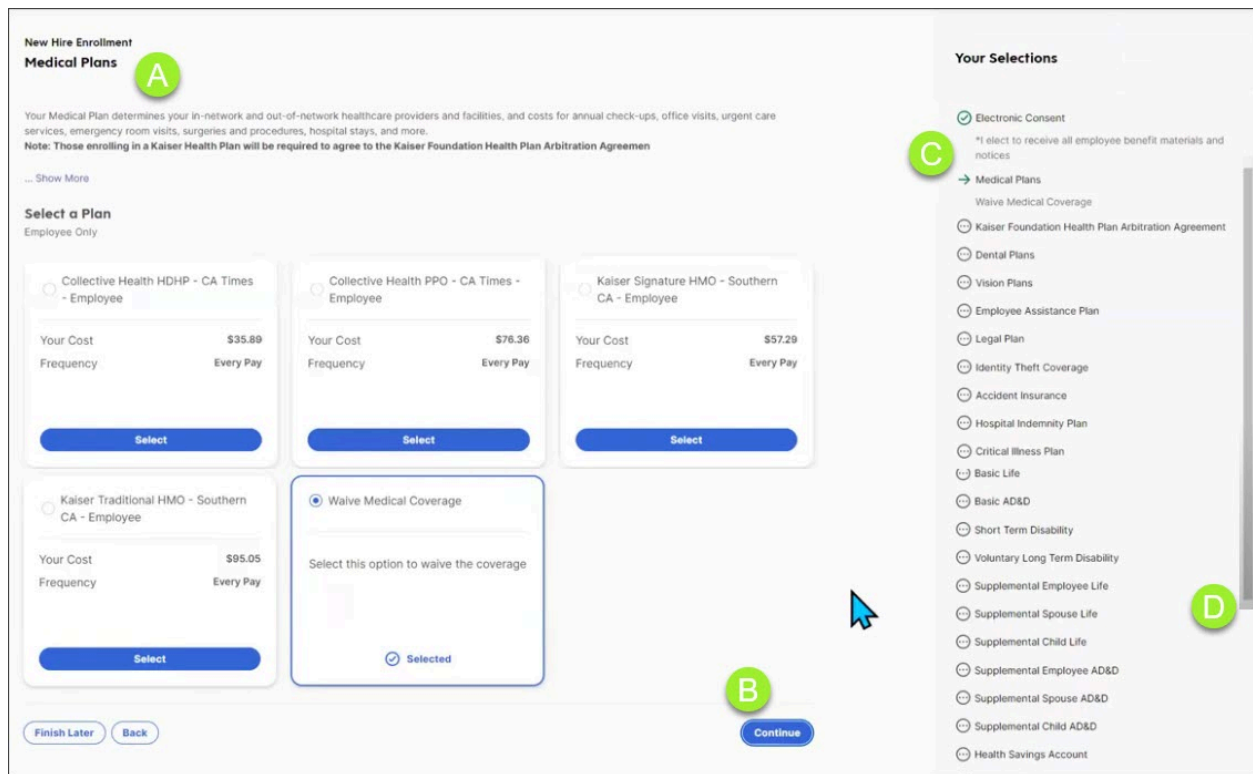 New Hire Enrollment
Medical Plans
A
Your Medical Plan determines your in-network and out-of-network healthcare providers and facilities, and costs for annual check-ups, office visits, urgent care
services, emergency room visits, surgeries and procedures, hospital stays, and more.
Note: Those enrolling in a Kaiser Health Plan will be required to agree to the Kaiser Foundation Health Plan Arbitration Agreemen
... Show More
Select a Plan
Employee Only
Collective Health HDHP - CA Times
- Employee
Your Cost $35.89
Frequency Every Pay
Select
Collective Health PPO - CA Times -
Employee
Your Cost $76.36
Frequency Every Pay
Select
Kaiser Signature HMO - Southern
CA - Employee
Your Cost $57.29
Frequency Every Pay
Select
Kaiser Traditional HMO - Southern
CA - Employee
Your Cost $95.05
Frequency Every Pay
Select
Waive Medical Coverage
Select this option to waive the coverage
Selected
B
Finish Later
Back
Continue
Your Selections
Electronic Consent
C
*I elect to receive all employee benefit materials and
notices
Medical Plans
Waive Medical Coverage
Kaiser Foundation Health Plan Arbitration Agreement
Dental Plans
Vision Plans
Employee Assistance Plan
Legal Plan
Identity Theft Coverage
Accident Insurance
Hospital Indemnity Plan
Critical Illness Plan
Basic Life
Basic AD&D
Short Term Disability
Voluntary Long Term Disability
Supplemental Employee Life
D
Supplemental Spouse Life
Supplemental Child Life
Supplemental Employee AD&D
Supplemental Spouse AD&D
Supplemental Child AD&D
Health Savings Account